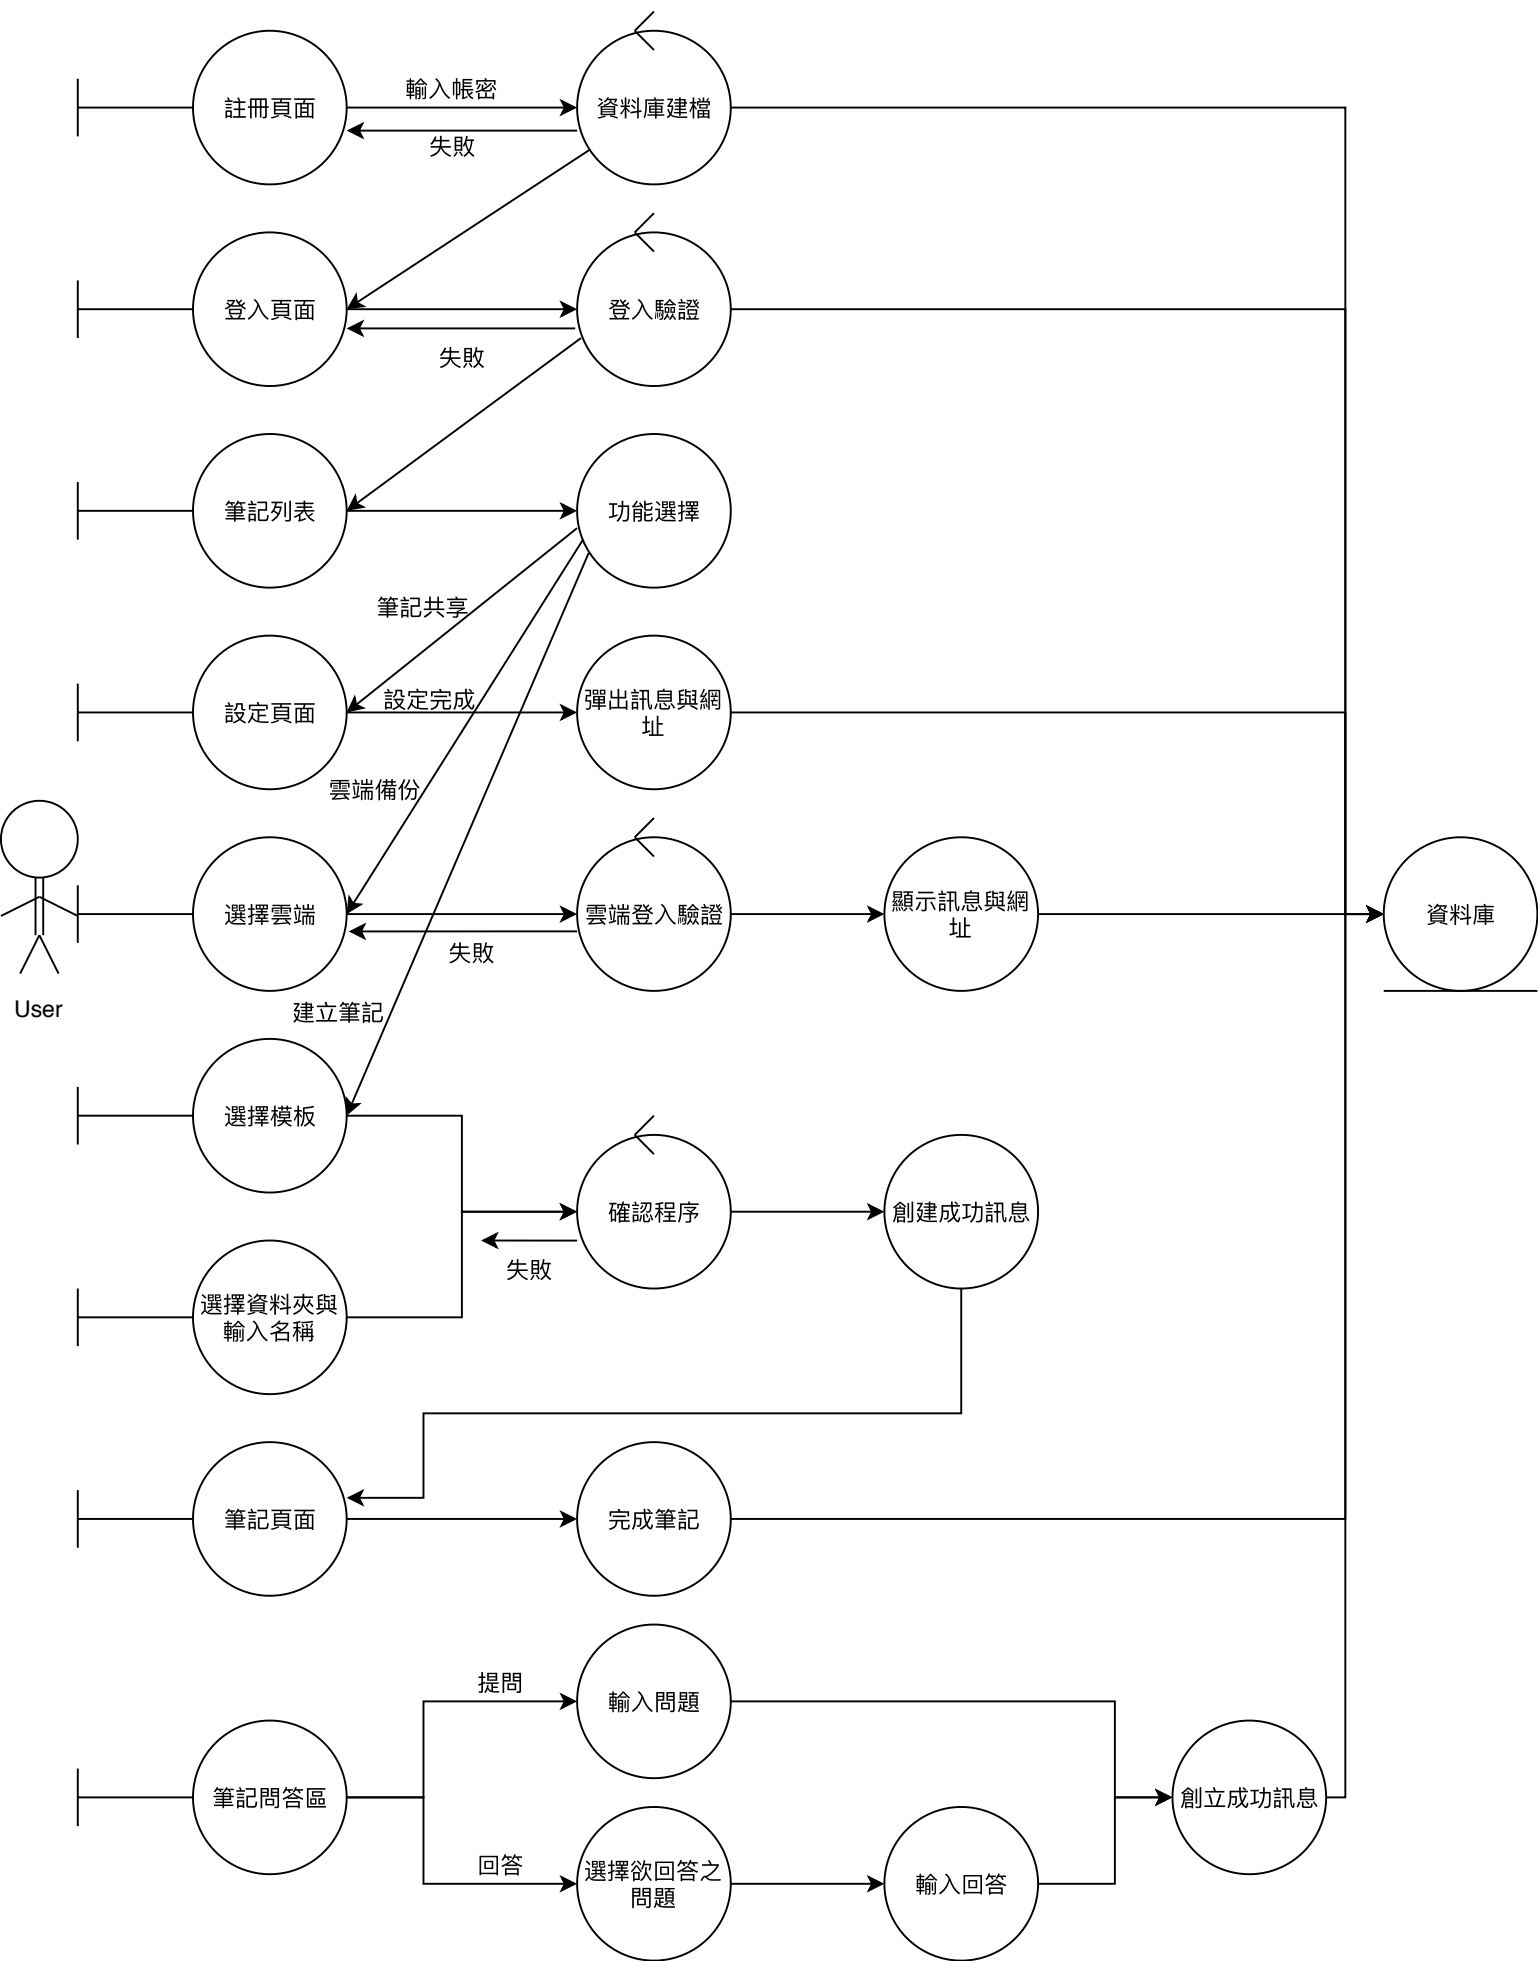 註冊頁面
輸入帳密
失敗
資料庫建檔
登入頁面
失敗
登入驗證
筆記列表
功能選擇
筆記共享
設定頁面
設定完成
彈出訊息與網
址
雲端備份
User
選擇雲端
失敗
雲端登入驗證
顯示訊息與網
址
資料庫
建立筆記
選擇模板
確認程序
創建成功訊息
失敗
選擇資料夾與
輸入名稱
筆記頁面
完成筆記
提問
輸入問題
筆記問答區
創立成功訊息
回答
選擇欲回答之
問題
輸入回答